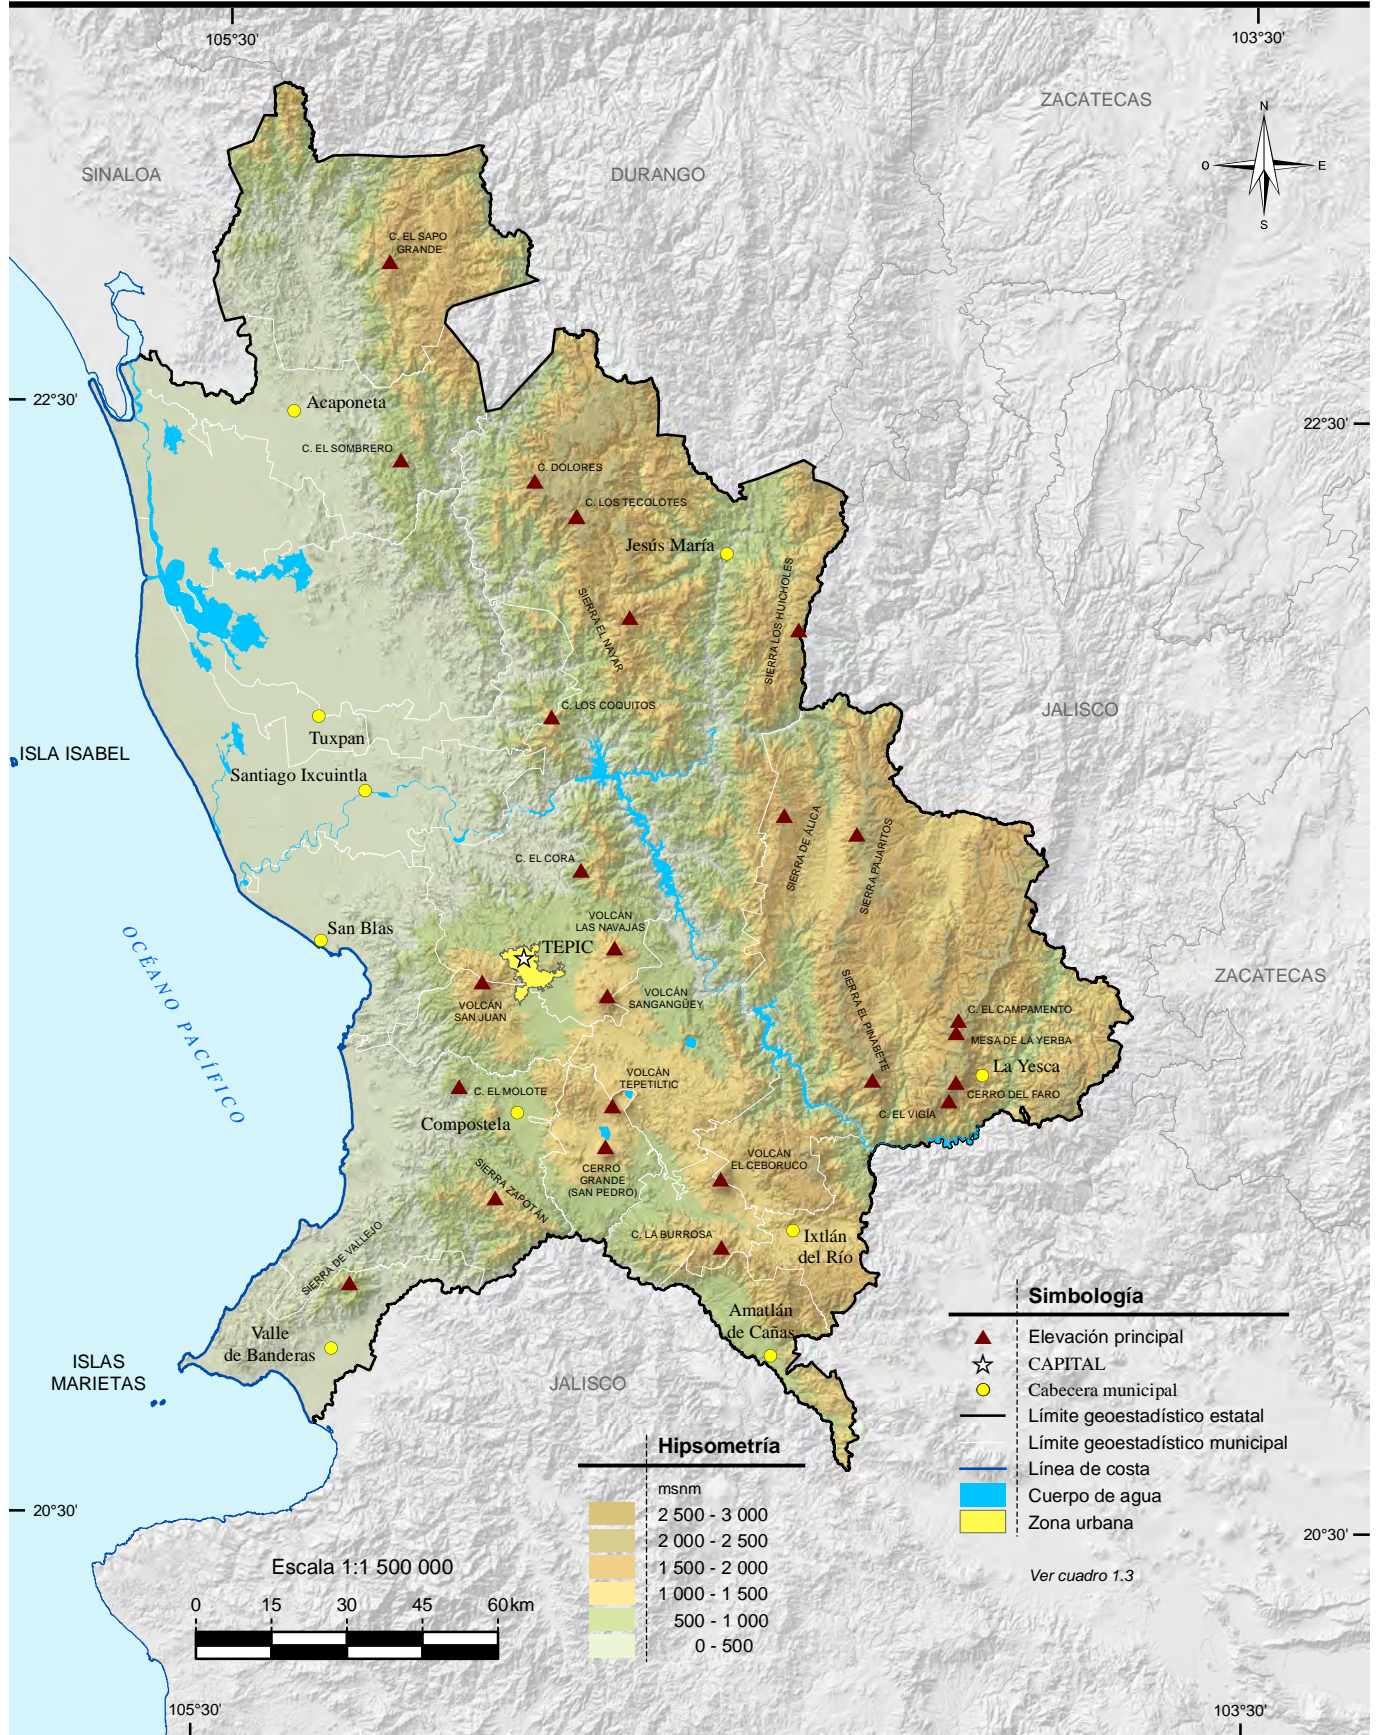 105°30'
103°30'
ZACATECAS
N
O
E
S
SINALOA
DURANGO
C. EL SAPO
GRANDE
22°30'
Acaponeta
22°30'
C. EL SOMBRERO
C. DOLORES
C. LOS TECOLOTES
Jesús María
SIERRA LOS HUICHOLES
SIERRA EL NAYAR
C. LOS COQUITOS
JALISCO
Tuxpan
ISLA ISABEL
Santiago Ixcuintla
SIERRA DE ÁLICA
SIERRA PAJARITOS
C. EL CORA
VOLCÁN
LAS NAVAJAS
San Blas
TEPIC
OCÉANO PACÍFICO
ZACATECAS
VOLCÁN
SAN JUAN
VOLCÁN
SANGANGÜEY
SIERRA EL PINABETE
C. EL CAMPAMENTO
MESA DE LA YERBA
La Yesca
VOLCÁN
TEPETILTIC
C. EL MOLOTE
CERRO DEL FARO
C. EL VIGÍA
Compostela
VOLCÁN
EL CEBORUCO
CERRO
GRANDE
(SAN PEDRO)
SIERRA ZAPOTÁN
C. LA BURROSA
Ixtlán
del Río
SIERRA DE VALLEJO
Amatlán
de Cañas
Valle
de Banderas
ISLAS
MARIETAS
JALISCO
Simbología
Elevación principal
CAPITAL
Cabecera municipal
Límite geoestadístico estatal
Límite geoestadístico municipal
Línea de costa
Cuerpo de agua
Zona urbana
Ver cuadro 1.3
Hipsometría
msnm
2 500 - 3 000
2 000 - 2 500
1 500 - 2 000
1 000 - 1 500
500 - 1 000
0 - 500
20°30'
20°30'
Escala 1:1 500 000
0 15 30 45 60 km
105°30'
103°30'